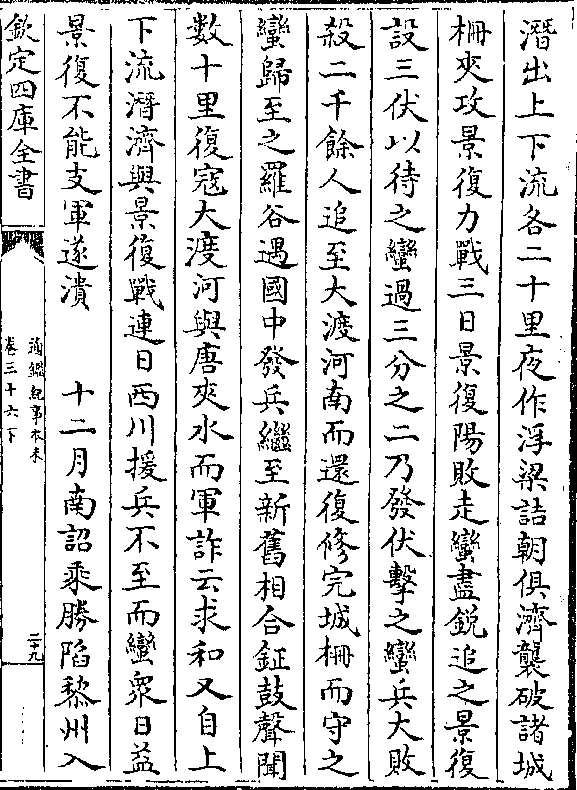 潛出上下流各二十里夜作浮梁詰朝俱濟襲破諸城
柵夾攻景復力戰三日景復陽敗走蠻盡銳追之景復
設三伏以待之蠻過三分之二乃發伏擊之蠻兵大敗
殺二千餘人追至大渡河南而還復修完城柵而守之
蠻歸至之羅谷遇國中發兵繼至新舊相合鉦鼓聲聞
數十里復寇大渡河與唐夾水而軍詐云求和又自上
下流潛濟與景復戰連日西川援兵不至而蠻衆日益
景復不能支軍遂潰 十二月南詔乘勝陷黎州入
欽定四庫全書
通鑑紀事本末
卷三十六下
二十九